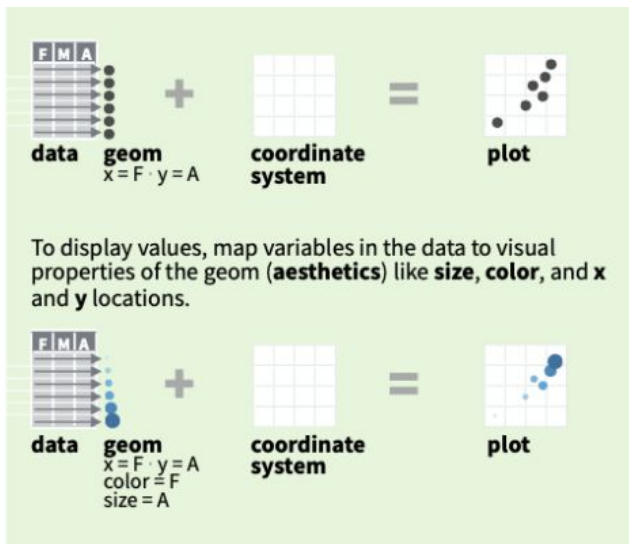 F M A
+ =
data geom coordinate plot
x = F · y = A system
To display values, map variables in the data to visual
properties of the geom (aesthetics) like size, color, and x
and y locations.
F M A
+ =
data geom coordinate plot
x = F · y = A system
color = F
size = A